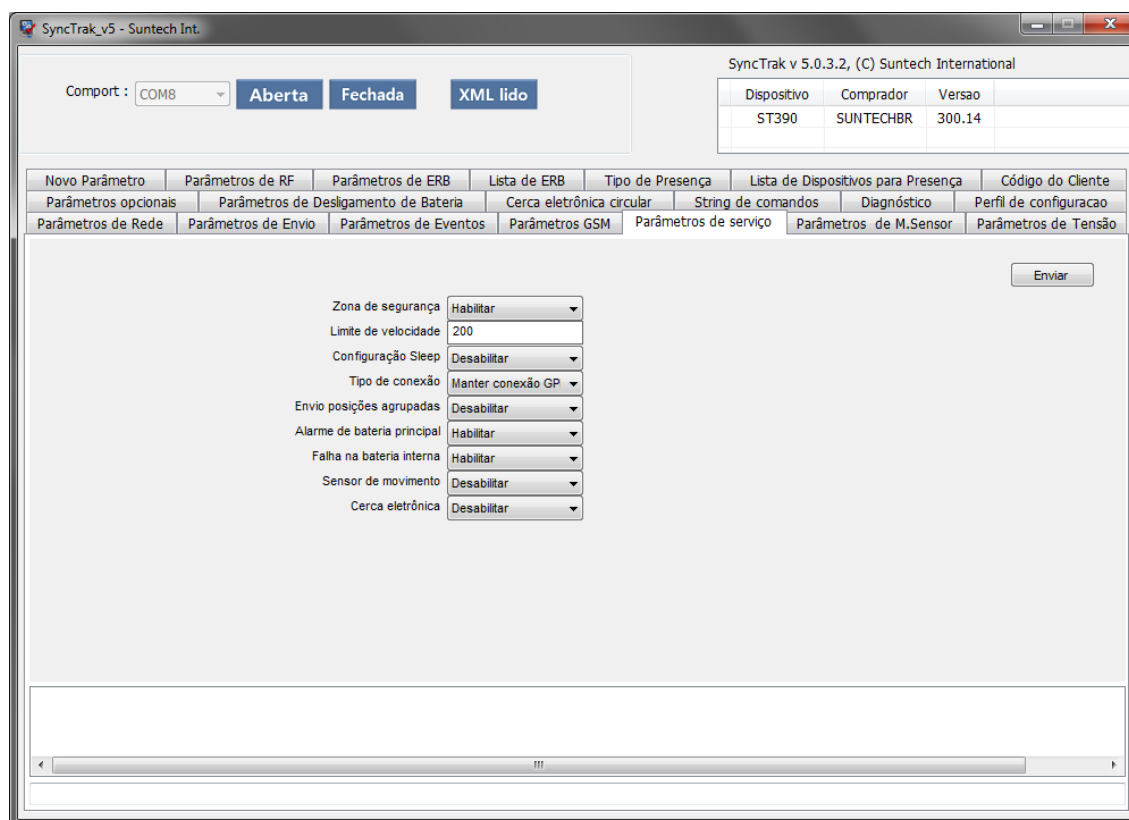 SyncTrak_v5 - Suntech Int.
SyncTrak v 5.0.3.2, (C) Suntech International
Comport : COM8 Aberta Fechada XML lido
Dispositivo Comprador Versao
ST390 SUNTECHBR 300.14
Novo Parâmetro Parâmetros de RF Parâmetros de ERB Lista de ERB Tipo de Presença Lista de Dispositivos para Presença Código do Cliente
Parâmetros opcionais Parâmetros de Desligamento de Bateria Cerca eletrônica circular String de comandos Diagnóstico Perfil de configuracao
Parâmetros de Rede Parâmetros de Envio Parâmetros de Eventos Parâmetros GSM Parâmetros de serviço Parâmetros de M.Sensor Parâmetros de Tensão
Enviar
Zona de segurança Habilitar
Limite de velocidade 200
Configuração Sleep Desabilitar
Tipo de conexão Manter conexão GP
Envio posições agrupadas Desabilitar
Alarme de bateria principal Habilitar
Falha na bateria interna Habilitar
Sensor de movimento Desabilitar
Cerca eletrônica Desabilitar